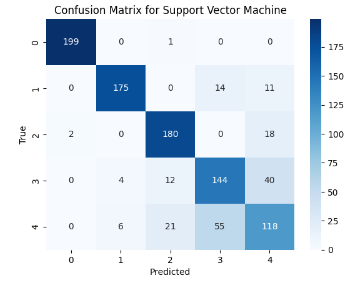 Confusion Matrix for Support Vector Machine
True
0 199 0 1 0 0
1 0 175 0 14 11
2 2 0 180 0 18
3 0 4 12 144 40
4 0 6 21 55 118
0 1 2 3 4
Predicted
175
150
125
100
75
50
25
0